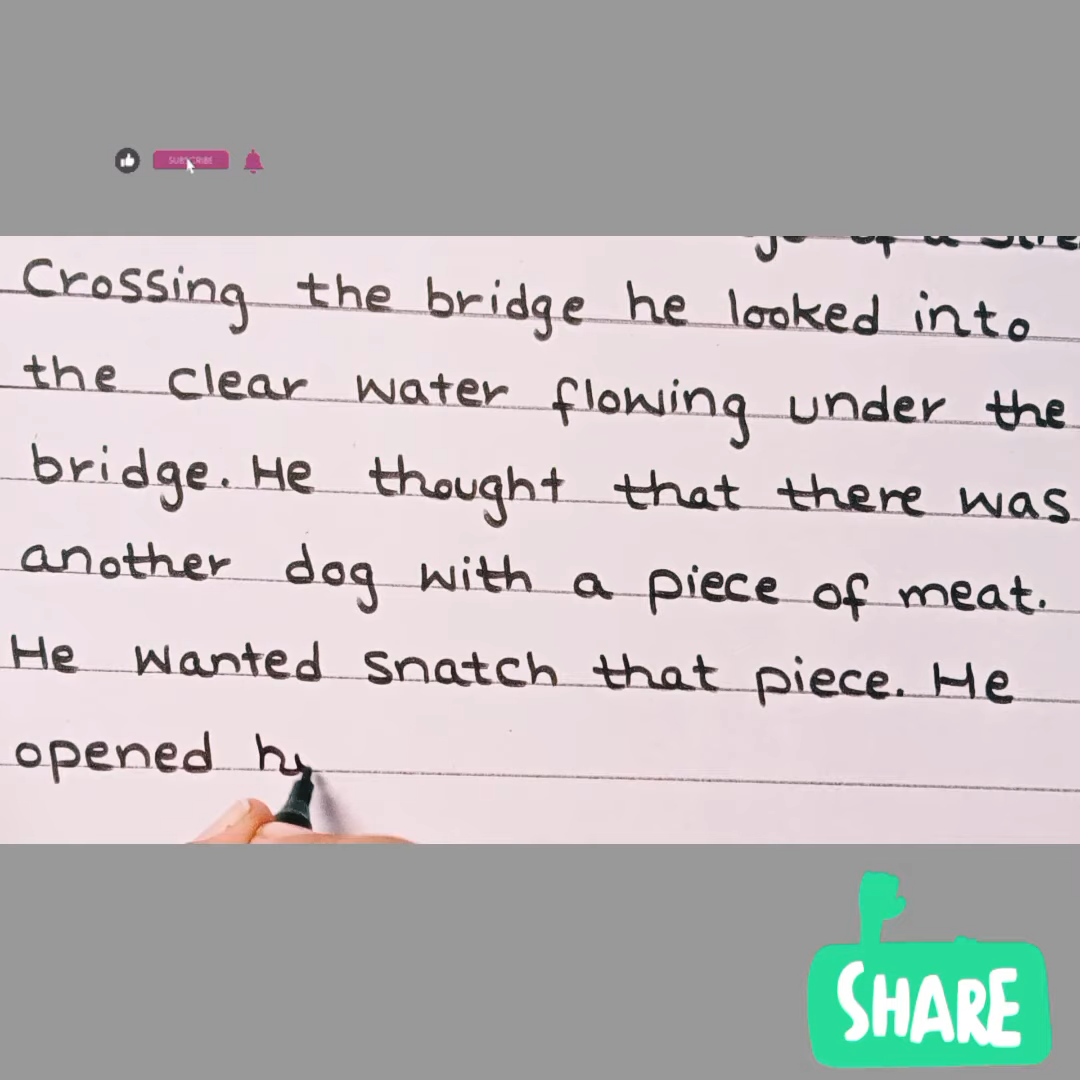 SUBSCRIBE
Crossing the bridge he looked into
the clear water flowing under the
bridge. He thought that there was
another dog with a piece of meat.
He wanted snatch that piece. He
opened
SHARE